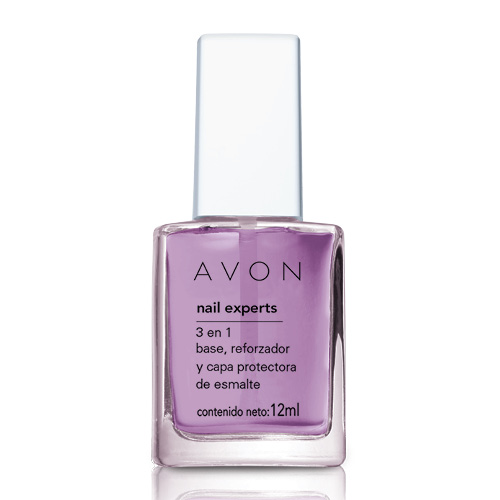 AVON
nail experts
3 en 1
base, reforzador
y capa protectora
de esmalte
contenido neto: 12ml